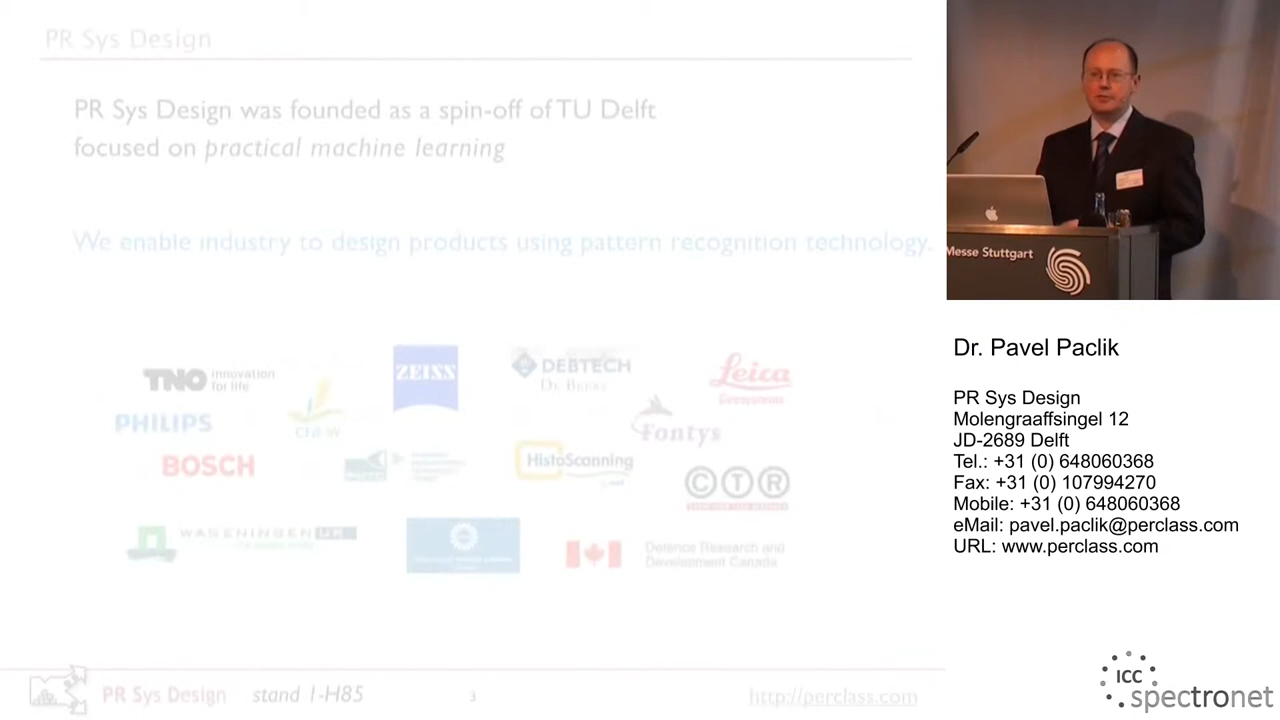 PR Sys Design
PR Sys Design was founded as a spin-off of TU Delft
focused on practical machine learning
We enable industry to design products using pattern recognition technology.
TNO innovation
for life
ZEISS
DEBTECH
DE BEERS
Leica
Geosystems
PHILIPS
Fontys
BOSCH
HistoScanning
CTR
WAGENINGEN UR
Defence Research and
Development Canada
PR Sys Design stand 1-H85
3
http://perclass.com
Messe Stuttgart
Dr. Pavel Paclik
PR Sys Design
Molengraaffsingel 12
JD-2689 Delft
Tel.: +31 (0) 648060368
Fax: +31 (0) 107994270
Mobile: +31 (0) 648060368
eMail: pavel.paclik@perclass.com
URL: www.perclass.com
ICC
spectronet